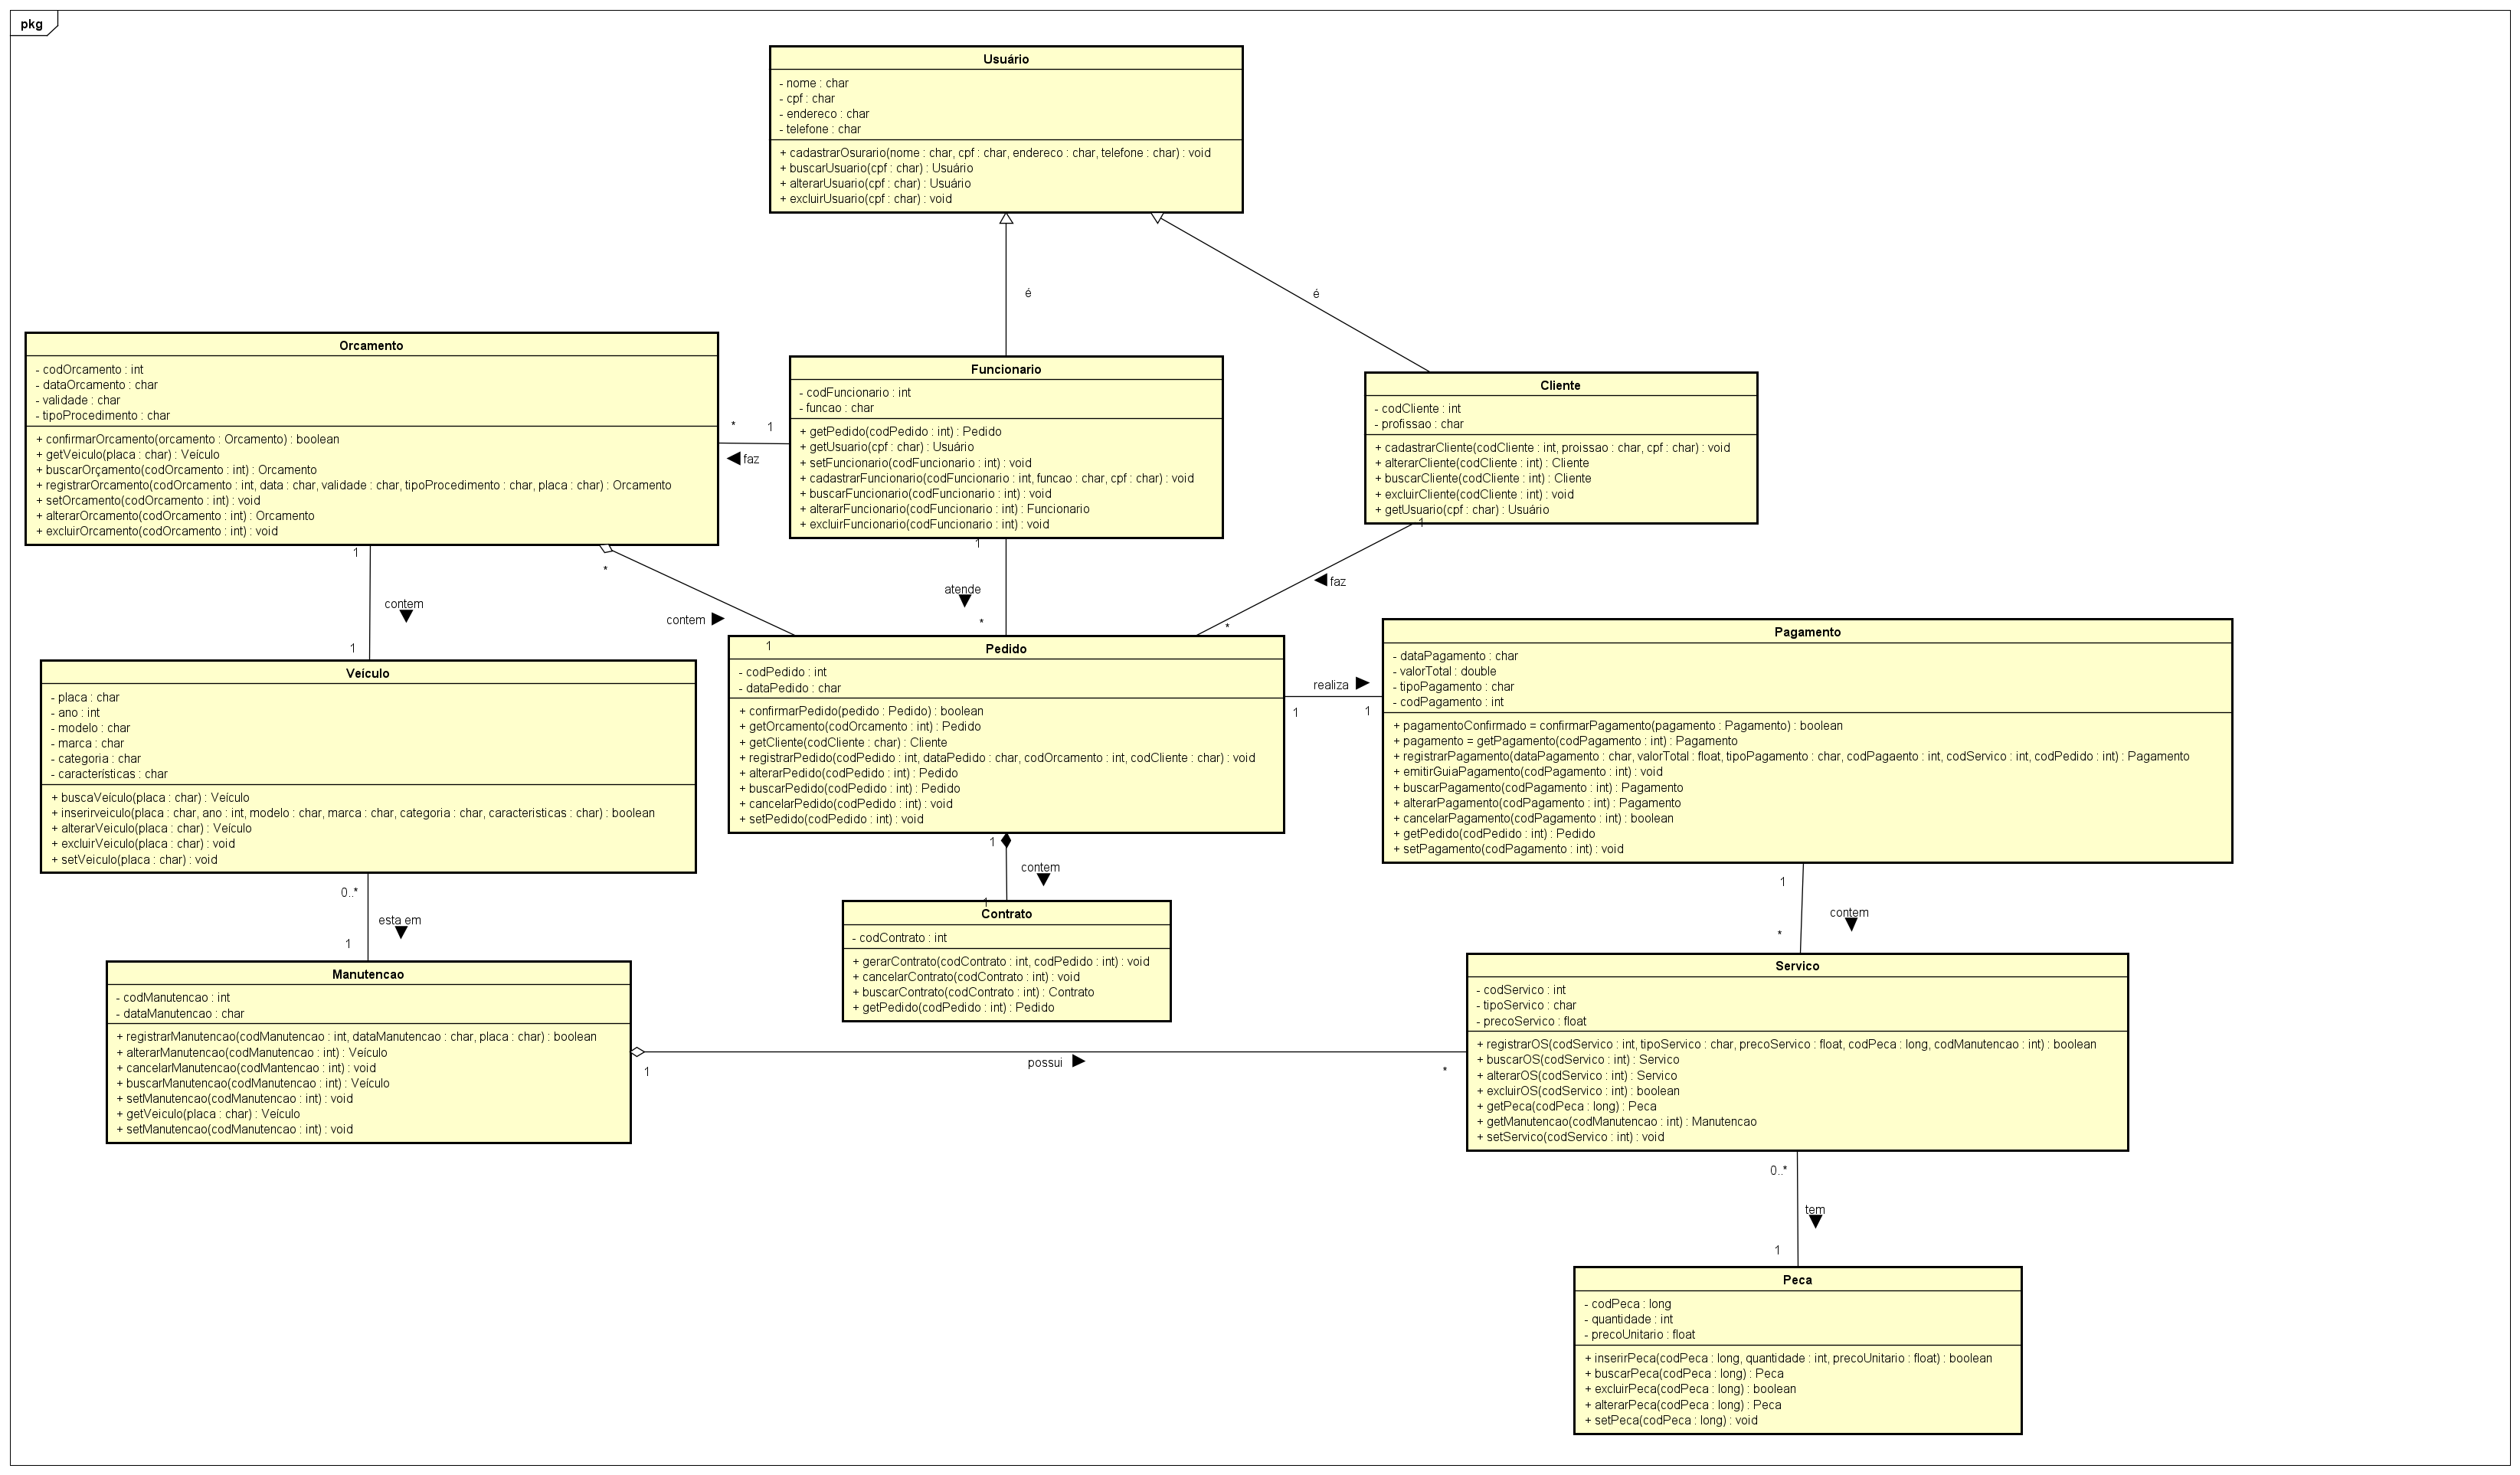 pkg
Usuário
- nome : char
- cpf : char
- endereco : char
- telefone : char
+ cadastrarOsurario(nome : char, cpf : char, endereco : char, telefone : char) : void
+ buscarUsuario(cpf : char) : Usuário
+ alterarUsuario(cpf : char) : Usuário
+ excluirUsuario(cpf : char) : void
é
é
Orcamento
- codOrcamento : int
- dataOrcamento : char
- validade : char
- tipoProcedimento : char
+ confirmarOrcamento(orcamento : Orcamento) : boolean
+ getVeiculo(placa : char) : Veículo
+ buscarOrçamento(codOrcamento : int) : Orcamento
+ registrarOrcamento(codOrcamento : int, data : char, validade : char, tipoProcedimento : char, placa : char) : Orcamento
+ setOrcamento(codOrcamento : int) : void
+ alterarOrcamento(codOrcamento : int) : Orcamento
+ excluirOrcamento(codOrcamento : int) : void
* 1
faz
Funcionario
- codFuncionario : int
- funcao : char
+ getPedido(codPedido : int) : Pedido
+ getUsuario(cpf : char) : Usuário
+ setFuncionario(codFuncionario : int) : void
+ cadastrarFuncionario(codFuncionario : int, funcao : char, cpf : char) : void
+ buscarFuncionario(codFuncionario : int) : void
+ alterarFuncionario(codFuncionario : int) : Funcionario
+ excluirFuncionario(codFuncionario : int) : void
Cliente
- codCliente : int
- profissao : char
+ cadastrarCliente(codCliente : int, proissao : char, cpf : char) : void
+ alterarCliente(codCliente : int) : Cliente
+ buscarCliente(codCliente : int) : Cliente
+ excluirCliente(codCliente : int) : void
+ getUsuario(cpf : char) : Usuário
1
contem
1
*
contem
1
1
atende
*
1
faz
*
Veículo
- placa : char
- ano : int
- modelo : char
- marca : char
- categoria : char
- características : char
+ buscaVeículo(placa : char) : Veículo
+ inserirveiculo(placa : char, ano : int, modelo : char, marca : char, categoria : char, caracteristicas : char) : boolean
+ alterarVeiculo(placa : char) : Veículo
+ excluirVeiculo(placa : char) : void
+ setVeiculo(placa : char) : void
Pedido
- codPedido : int
- dataPedido : char
+ confirmarPedido(pedido : Pedido) : boolean
+ getOrcamento(codOrcamento : int) : Pedido
+ getCliente(codCliente : char) : Cliente
+ registrarPedido(codPedido : int, dataPedido : char, codOrcamento : int, codCliente : char) : void
+ alterarPedido(codPedido : int) : Pedido
+ buscarPedido(codPedido : int) : Pedido
+ cancelarPedido(codPedido : int) : void
+ setPedido(codPedido : int) : void
realiza
1 1
Pagamento
- dataPagamento : char
- valorTotal : double
- tipoPagamento : char
- codPagamento : int
+ pagamentoConfirmado = confirmarPagamento(pagamento : Pagamento) : boolean
+ pagamento = getPagamento(codPagamento : int) : Pagamento
+ registrarPagamento(dataPagamento : char, valorTotal : float, tipoPagamento : char, codPagaento : int, codServico : int, codPedido : int) : Pagamento
+ emitirGuiaPagamento(codPagamento : int) : void
+ buscarPagamento(codPagamento : int) : Pagamento
+ alterarPagamento(codPagamento : int) : Pagamento
+ cancelarPagamento(codPagamento : int) : boolean
+ getPedido(codPedido : int) : Pedido
+ setPagamento(codPagamento : int) : void
0..*
esta em
1
1
contem
1
1
contem
*
Contrato
- codContrato : int
+ gerarContrato(codContrato : int, codPedido : int) : void
+ cancelarContrato(codContrato : int) : void
+ buscarContrato(codContrato : int) : Contrato
+ getPedido(codPedido : int) : Pedido
Manutencao
- codManutencao : int
- dataManutencao : char
+ registrarManutencao(codManutencao : int, dataManutencao : char, placa : char) : boolean
+ alterarManutencao(codManutencao : int) : Veículo
+ cancelarManutencao(codMantencao : int) : void
+ buscarManutencao(codManutencao : int) : Veículo
+ setManutencao(codManutencao : int) : void
+ getVeiculo(placa : char) : Veículo
+ setManutencao(codManutencao : int) : void
1
possui
*
Servico
- codServico : int
- tipoServico : char
- precoServico : float
+ registrarOS(codServico : int, tipoServico : char, precoServico : float, codPeca : long, codManutencao : int) : boolean
+ buscarOS(codServico : int) : Servico
+ alterarOS(codServico : int) : Servico
+ excluirOS(codServico : int) : boolean
+ getPeca(codPeca : long) : Peca
+ getManutencao(codManutencao : int) : Manutencao
+ setServico(codServico : int) : void
0..*
tem
1
Peca
- codPeca : long
- quantidade : int
- precoUnitario : float
+ inserirPeca(codPeca : long, quantidade : int, precoUnitario : float) : boolean
+ buscarPeca(codPeca : long) : Peca
+ excluirPeca(codPeca : long) : boolean
+ alterarPeca(codPeca : long) : Peca
+ setPeca(codPeca : long) : void